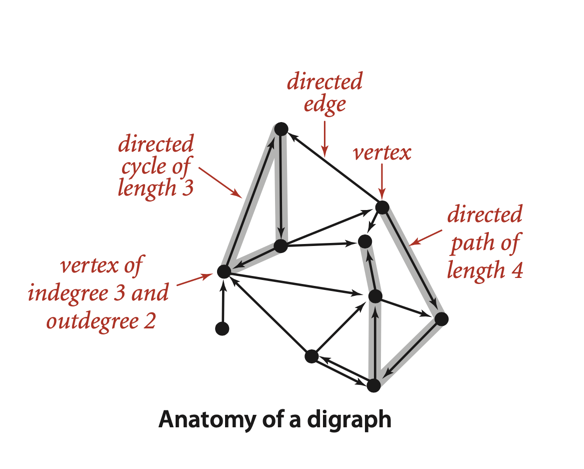 directed
edge
directed
cycle of
length 3
vertex
directed
path of
length 4
vertex of
indegree 3 and
outdegree 2
Anatomy of a digraph